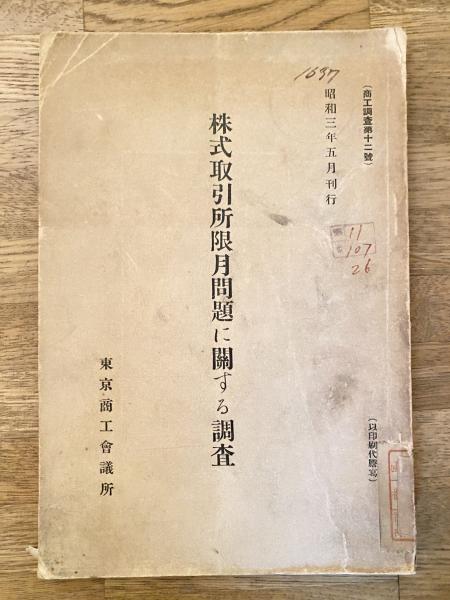 (商工調査第十二號)
1697
昭和三年五月刊行
11
107
26
株式取引所限月問題に關する調査
東京商工會議所
(以印刷代謄寫)